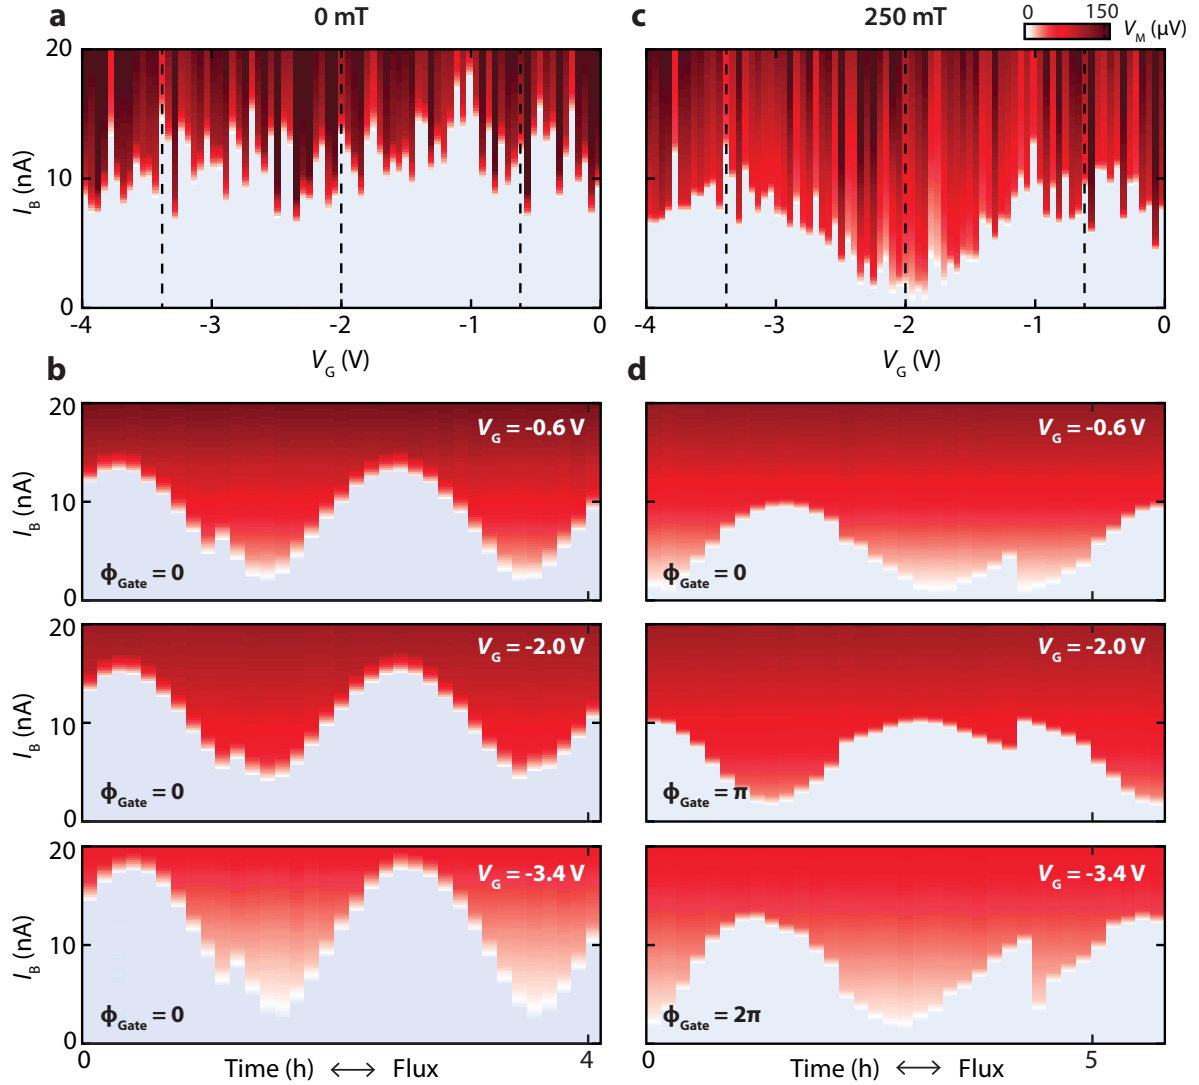 a 0 mT
c 250 mT
0 150 V_M (μV)
I_B (nA)
20
10
0
-4 -3 -2 -1 0
V_G (V)
20
10
0
-4 -3 -2 -1 0
V_G (V)
b
I_B (nA)
20
10
0
V_G = -0.6 V
ϕ_Gate = 0
I_B (nA)
20
10
0
V_G = -2.0 V
ϕ_Gate = 0
I_B (nA)
20
10
0
V_G = -3.4 V
ϕ_Gate = 0
0 4
Time (h) ↔ Flux
d
V_G = -0.6 V
ϕ_Gate = 0
V_G = -2.0 V
ϕ_Gate = π
V_G = -3.4 V
ϕ_Gate = 2π
0 5
Time (h) ↔ Flux